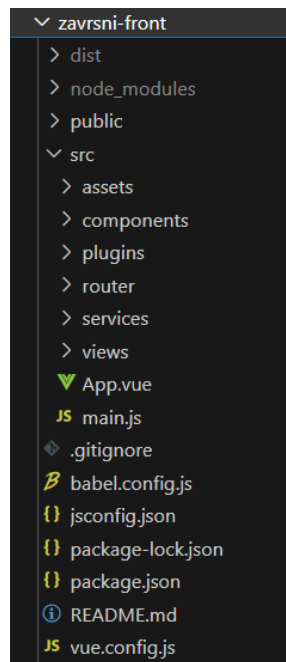 zavrsni-front
dist
node_modules
public
src
assets
components
plugins
router
services
views
App.vue
JS main.js
.gitignore
babel.config.js
{} jsconfig.json
{} package-lock.json
{} package.json
README.md
JS vue.config.js